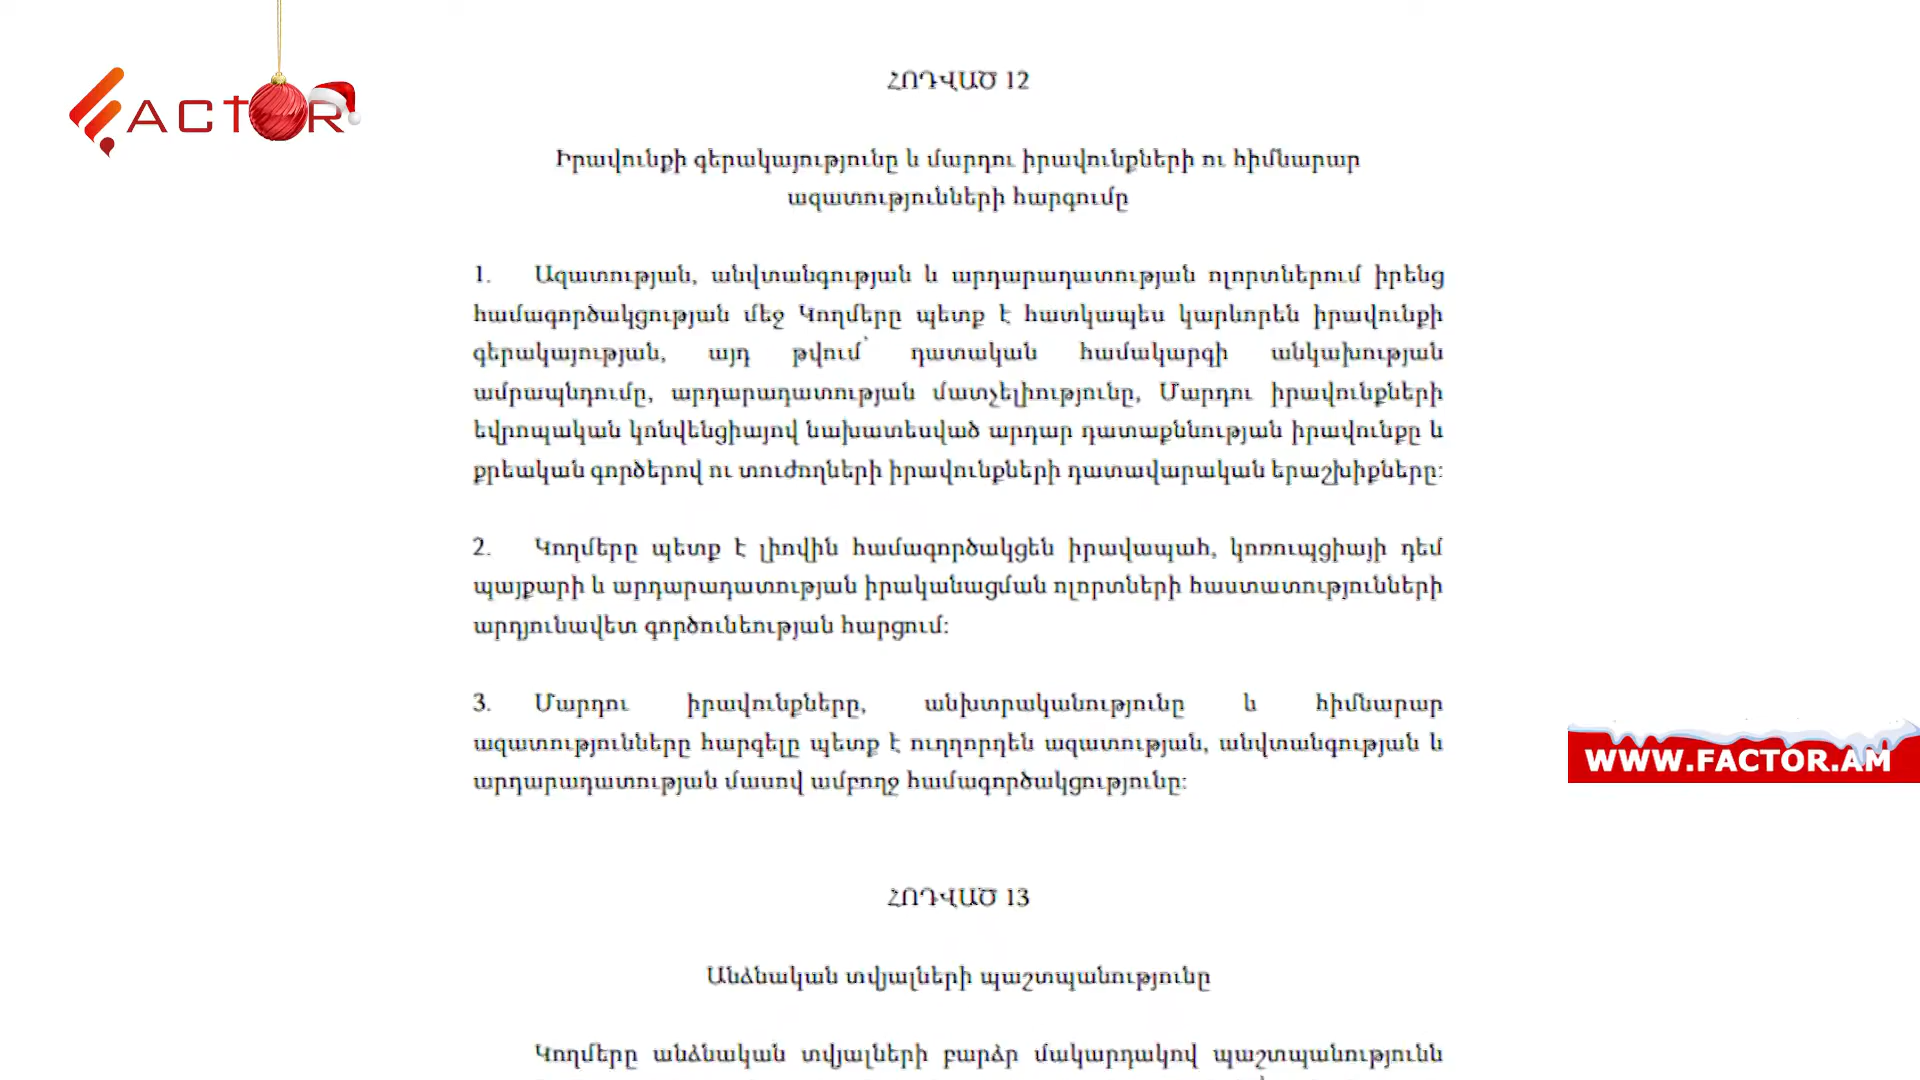 FACTOR
ՀՈԴՎԱԾ 12
Իրավունքի գերակայությունը և մարդու իրավունքների ու հիմնարար
ազատությունների հարգումը
1. Ազատության, անվտանգության և արդարադատության ոլորտներում իրենց
համագործակցության մեջ Կողմերը պետք է հատկապես կարևորեն իրավունքի
գերակայության, այդ թվում՝ դատական համակարգի անկախության
ամրապնդումը, արդարադատության մատչելիությունը, Մարդու իրավունքների
եվրոպական կոնվենցիայով նախատեսված արդար դատաքննության իրավունքը և
քրեական գործերով ու տուժողների իրավունքների դատավարական երաշխիքները։
2. Կողմերը պետք է լիովին համագործակցեն իրավապահ, կոռուպցիայի դեմ
պայքարի և արդարադատության իրականացման ոլորտների հաստատությունների
արդյունավետ գործունեության հարցում։
3. Մարդու իրավունքները, անխտրականությունը և հիմնարար
ազատությունները հարգելը պետք է ուղղորդեն ազատության, անվտանգության և
արդարադատության մասով ամբողջ համագործակցությունը։
WWW.FACTOR.AM
ՀՈԴՎԱԾ 13
Անձնական տվյալների պաշտպանությունը
Կողմերը անձնական տվյալների բարձր մակարդակով պաշտպանությունն